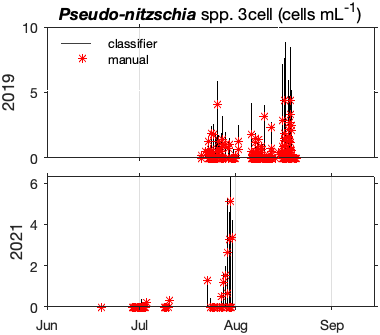 Pseudo-nitzschia spp. 3cell (cells mL-1)
10
classifier
manual
5
2019
0
6
4
2021
2
0
Jun Jul Aug Sep